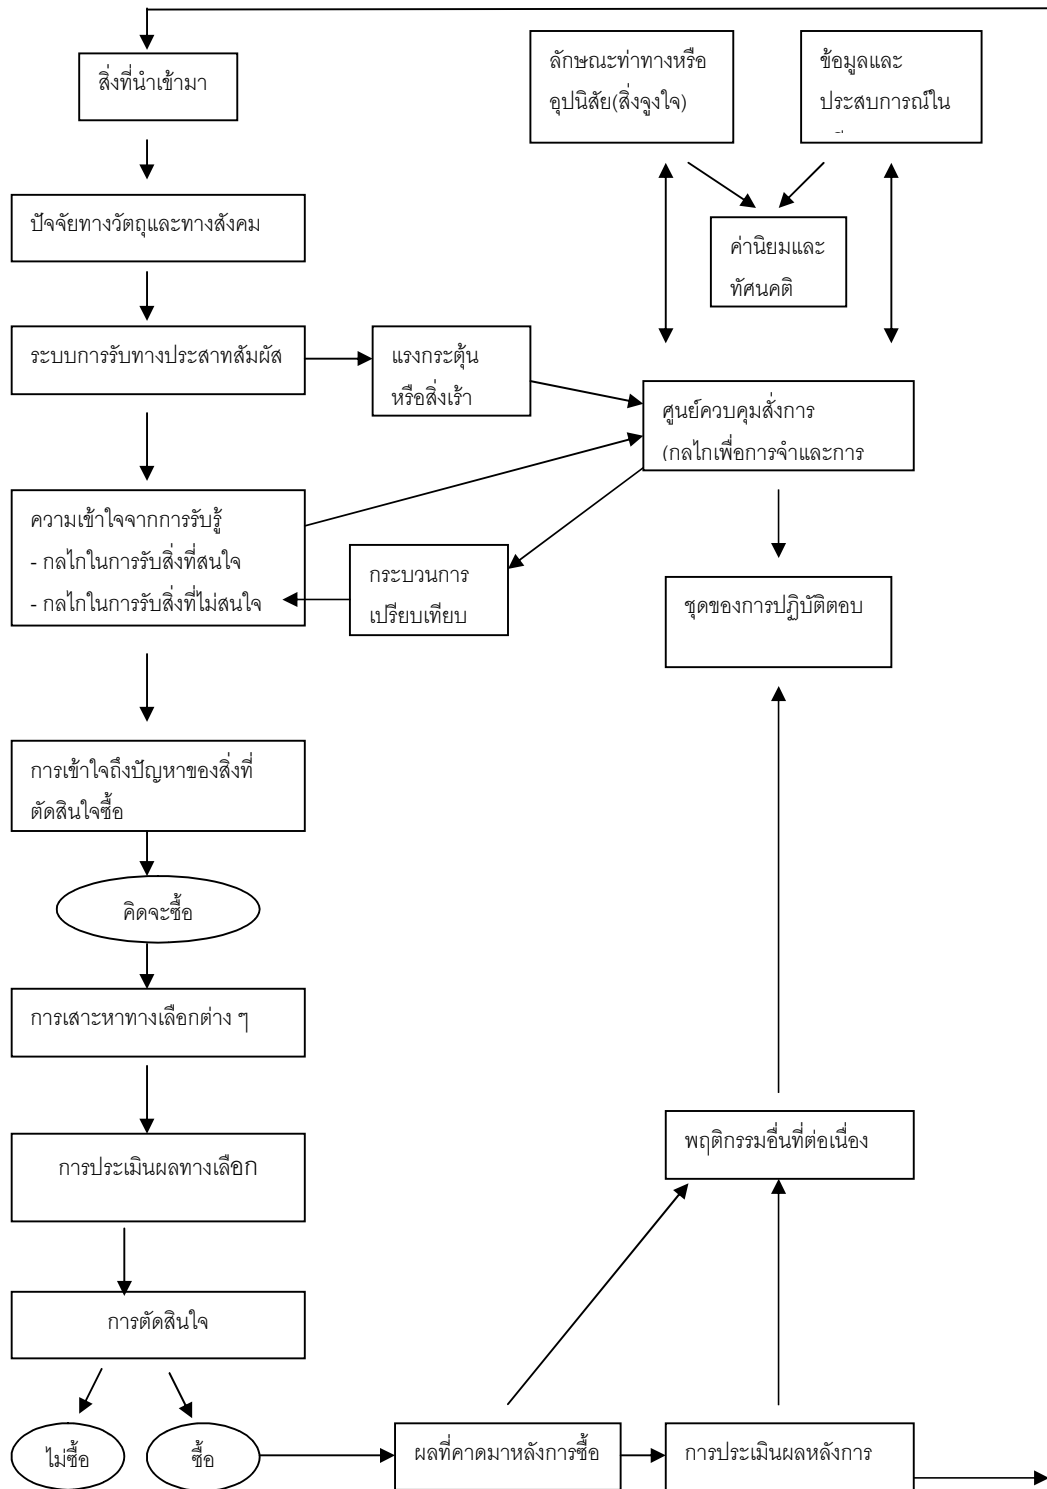 สิ่งที่นำเข้ามา
ลักษณะท่าทางหรือ
อุปนิสัย(สิ่งจูงใจ)
ข้อมูลและ
ประสบการณ์ใน
ปัจจัยทางวัตถุและทางสังคม
ค่านิยมและ
ทัศนคติ
ระบบการรับทางประสาทสัมผัส
แรงกระตุ้น
หรือสิ่งเร้า
ศูนย์ควบคุมสั่งการ
(กลไกเพื่อการจำและการ
ความเข้าใจจากการรับรู้
- กลไกในการรับสิ่งที่สนใจ
- กลไกในการรับสิ่งที่ไม่สนใจ
กระบวนการ
เปรียบเทียบ
ชุดของการปฏิบัติตอบ
การเข้าใจถึงปัญหาของสิ่งที่
ตัดสินใจซื้อ
คิดจะซื้อ
การเสาะหาทางเลือกต่าง ๆ
การประเมินผลทางเลือก
พฤติกรรมอื่นที่ต่อเนื่อง
การตัดสินใจ
ไม่ซื้อ
ซื้อ
ผลที่คาดมาหลังการซื้อ
การประเมินผลหลังการ